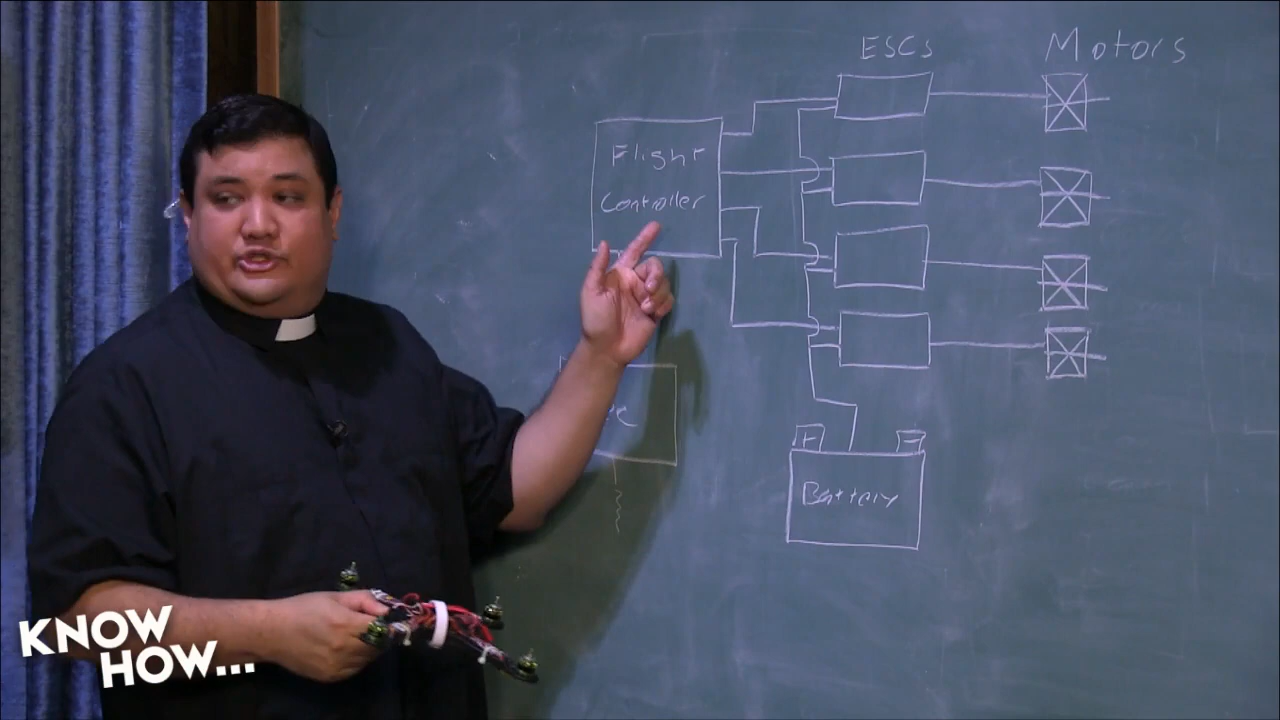 ESCs
Motors
Flight
Controller
Battery
KNOW
HOW...